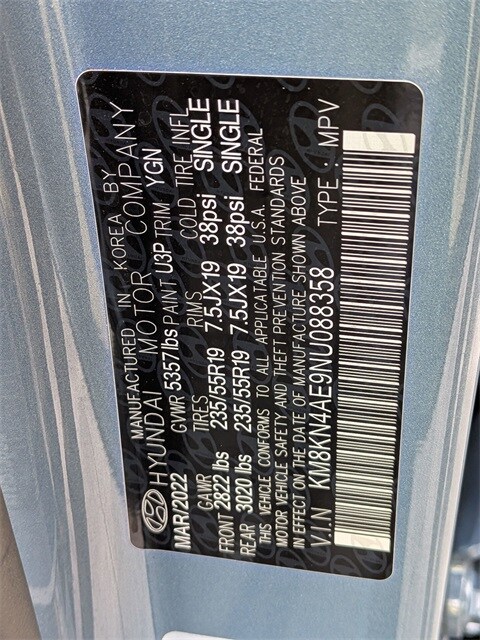 MANUFACTURED IN KOREA BY
HYUNDAI MOTOR COMPANY
MAR/2022 GVWR 5357lbs PAINT U3P TRIM YGN
GAWR TIRES RIMS COLD TIRE INFL
FRONT 2822 lbs 235/55R19 7.5JX19 38psi SINGLE
REAR 3020 lbs 235/55R19 7.5JX19 38psi SINGLE
THIS VEHICLE CONFORMS TO ALL APPLICABLE U.S.A. FEDERAL
MOTOR VEHICLE SAFETY AND THEFT PREVENTION STANDARDS
IN EFFECT ON THE DATE OF MANUFACTURE SHOWN ABOVE
V.I.N KM8KN4AE9NU088358 TYPE : MPV